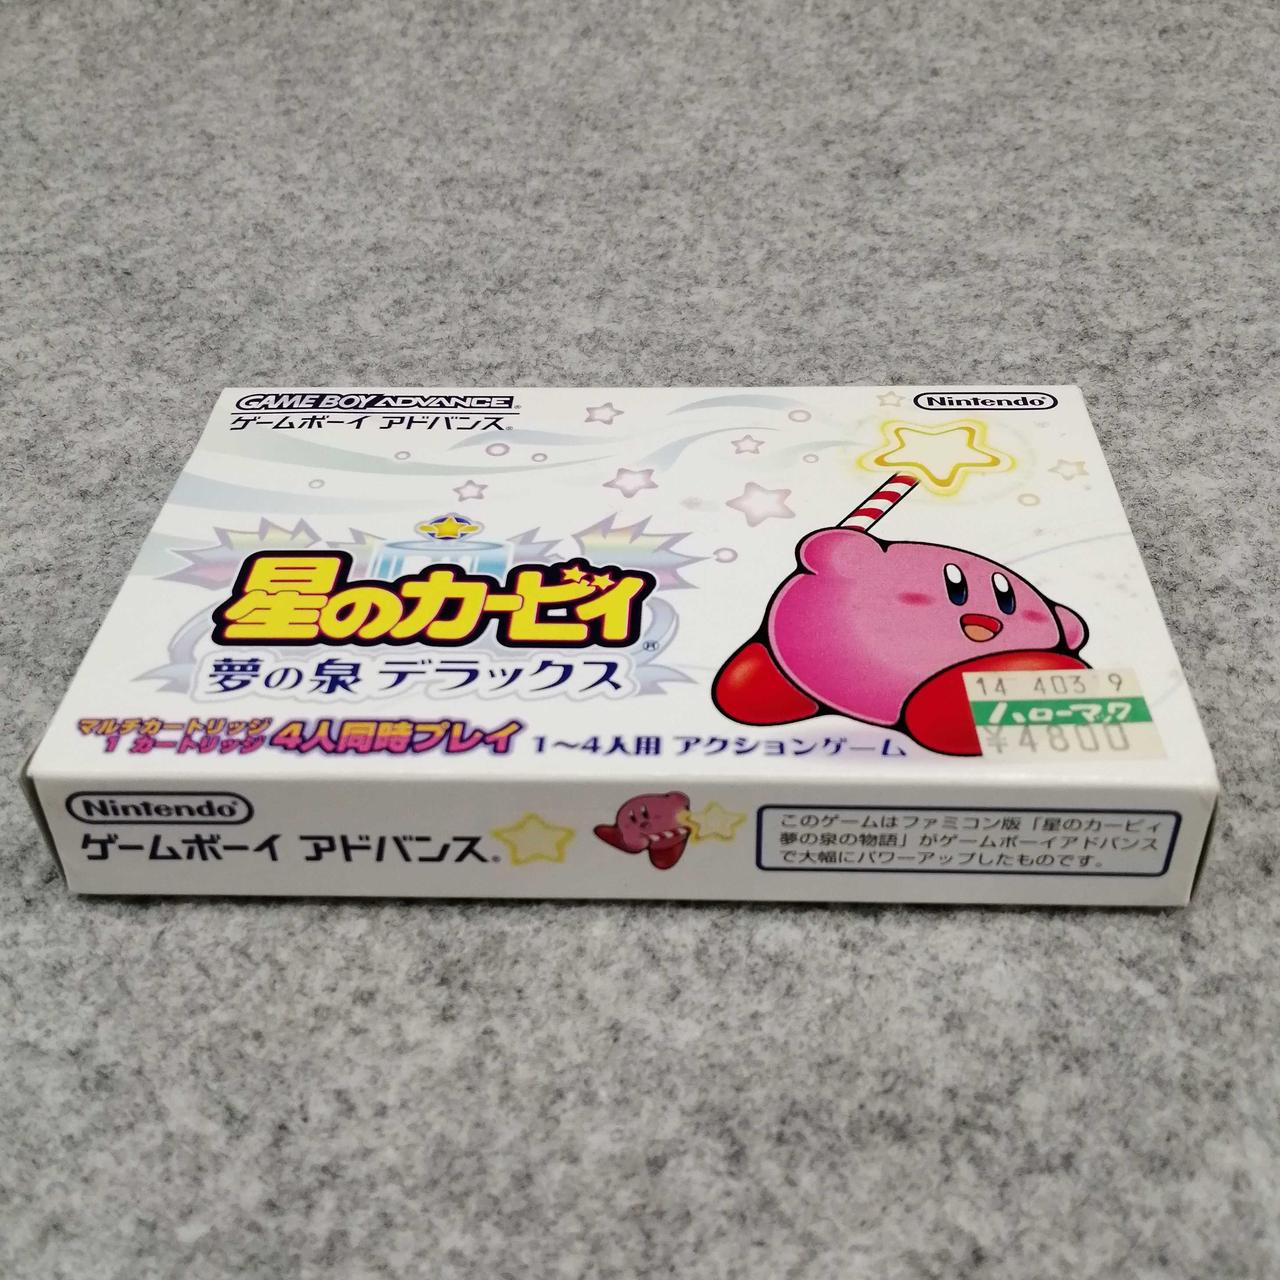 GAME BOY ADVANCE®
ゲームボーイ アドバンス®
Nintendo®
星のカービィ®
夢の泉 デラックス
マルチカートリッジ
1 カートリッジ
4人同時プレイ
1〜4人用 アクションゲーム
14 403 9
ハローマック
¥4800
Nintendo®
ゲームボーイ アドバンス®
このゲームはファミコン版「星のカービィ
夢の泉の物語」がゲームボーイアドバンス
で大幅にパワーアップしたものです。